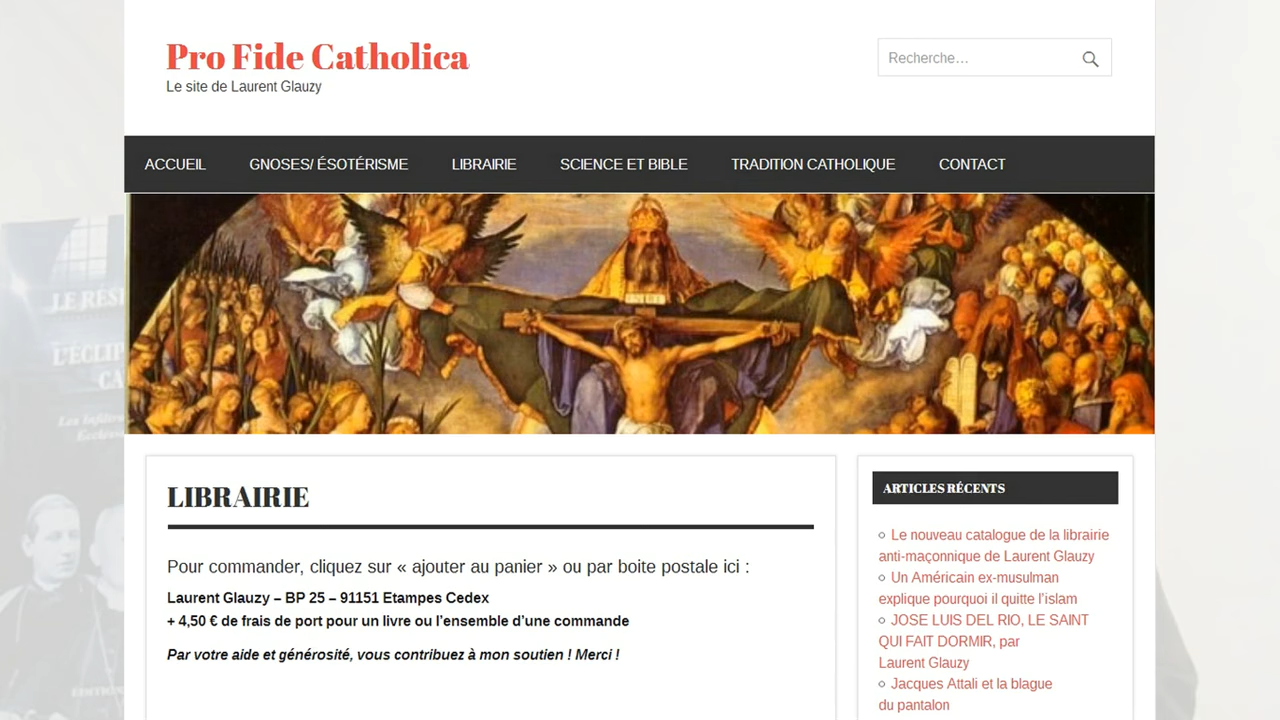 Pro Fide Catholica
Le site de Laurent Glauzy
Recherche…
ACCUEIL GNOSES/ ÉSOTÉRISME LIBRAIRIE SCIENCE ET BIBLE TRADITION CATHOLIQUE CONTACT
LIBRAIRIE
Pour commander, cliquez sur « ajouter au panier » ou par boite postale ici :
Laurent Glauzy – BP 25 – 91151 Etampes Cedex
+ 4,50 € de frais de port pour un livre ou l’ensemble d’une commande
Par votre aide et générosité, vous contribuez à mon soutien ! Merci !
ARTICLES RÉCENTS
Le nouveau catalogue de la librairie
anti-maçonnique de Laurent Glauzy
Un Américain ex-musulman
explique pourquoi il quitte l’islam
JOSE LUIS DEL RIO, LE SAINT
QUI FAIT DORMIR, par
Laurent Glauzy
Jacques Attali et la blague
du pantalon